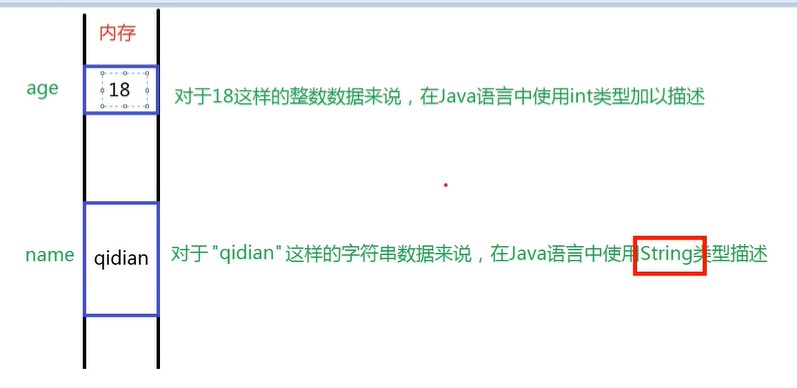 内存
age
18
对于18这样的整数数据来说，在Java语言中使用int类型加以描述
name
qidian
对于"qidian"这样的字符串数据来说，在Java语言中使用String类型描述